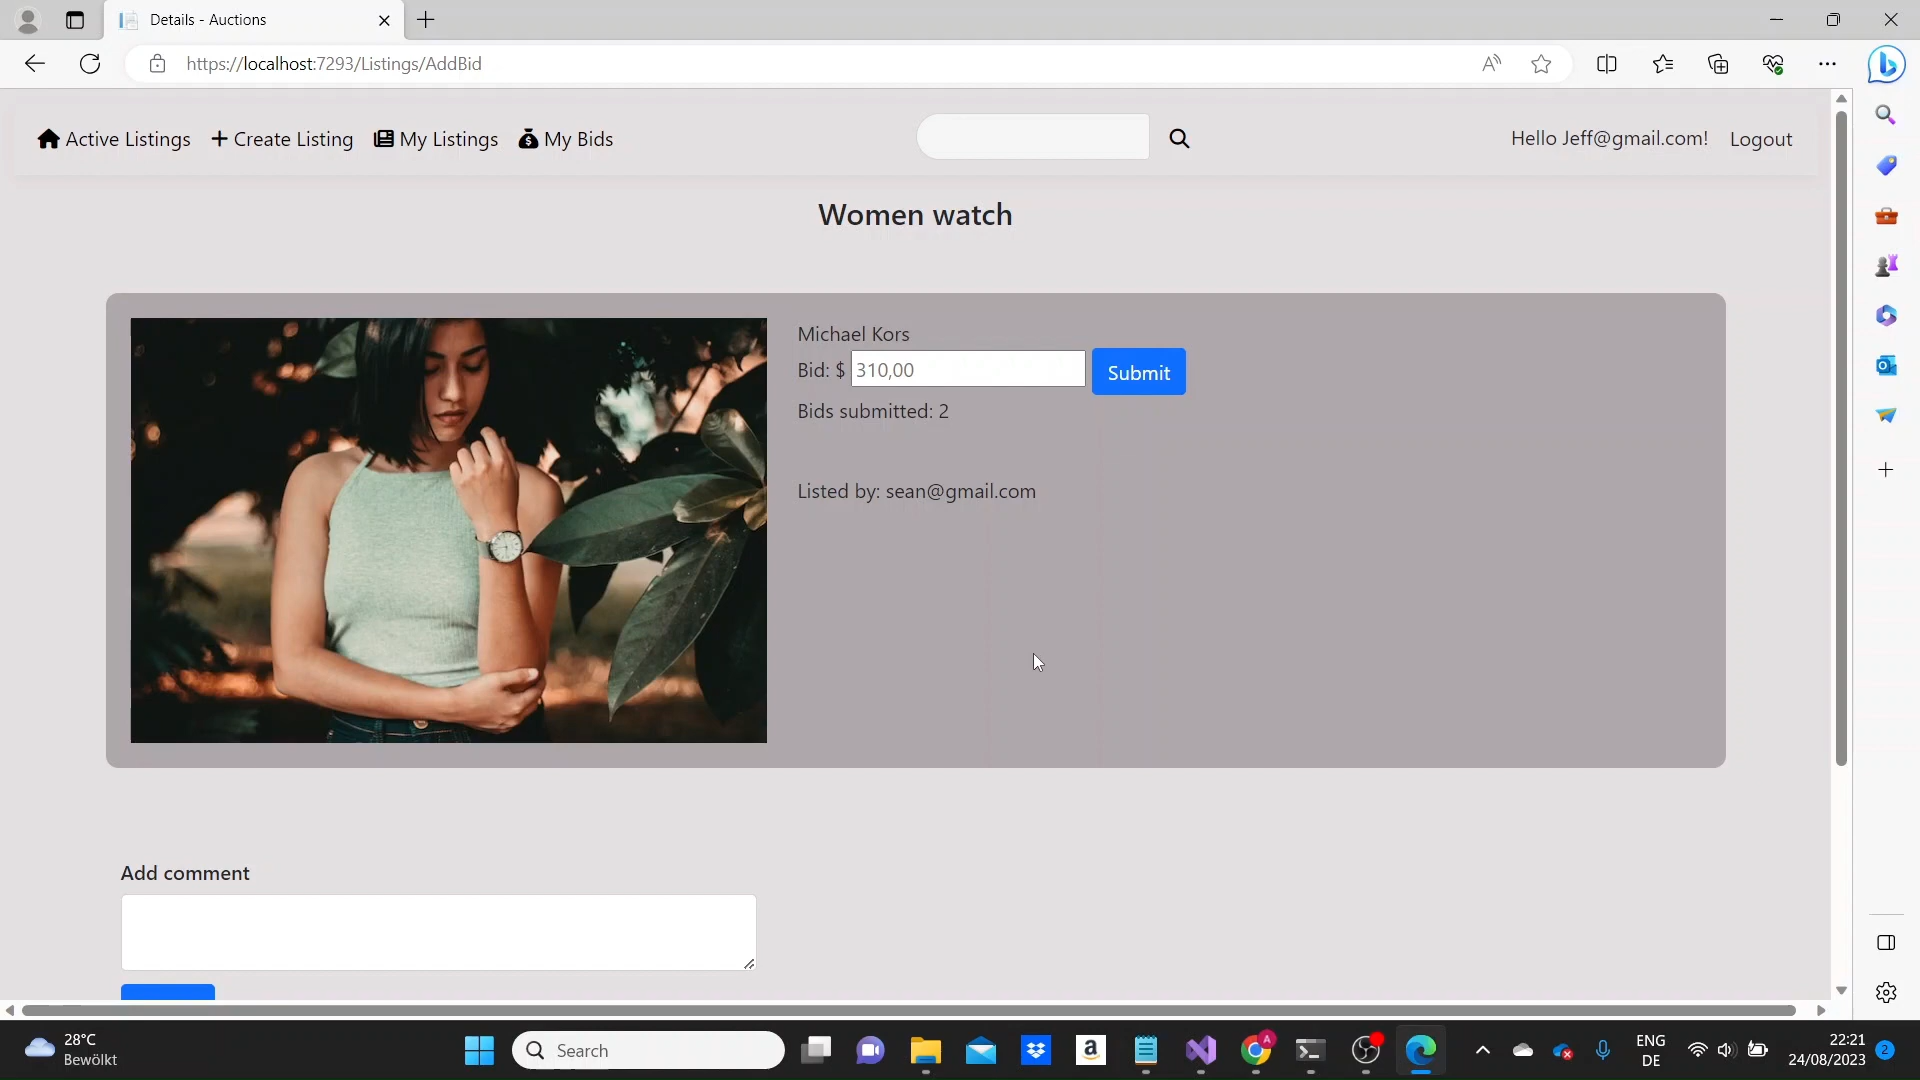 Details - Auctions
https://localhost:7293/Listings/AddBid
Active Listings Create Listing My Listings My Bids
Hello Jeff@gmail.com! Logout
Women watch
Michael Kors
Bid: $ 310,00 Submit
Bids submitted: 2
Listed by: sean@gmail.com
Add comment
28°C
Bewölkt
Search
ENG
DE
22:21
24/08/2023
2